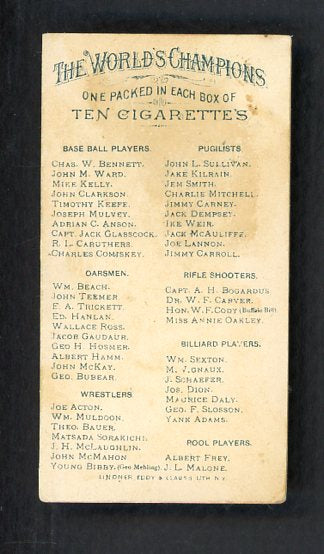 THE WORLD'S CHAMPIONS
ONE PACKED IN EACH BOX OF
TEN CIGARETTE'S
BASE BALL PLAYERS.
CHAS. W. BENNETT.
JOHN M. WARD.
MIKE KELLY.
JOHN CLARKSON.
TIMOTHY KEEFE.
JOSEPH MULVEY.
ADRIAN C. ANSON.
CAPT. JACK GLASSCOCK.
R. L. CARUTHERS.
CHARLES COMISKEY.
OARSMEN.
WM. BEACH.
JOHN TEEMER
E. A. TRICKETT.
ED. HANLAN.
WALLACE ROSS.
JACOB GAUDAUR.
GEO H. HOSMER.
ALBERT HAMM.
JOHN McKAY.
GEO. BUBEAR.
WRESTLERS
JOE ACTON.
WM. MULDOON.
THEO. BAUER.
MATSADA SORAKICHI.
J. H. McLAUGHLIN.
JOHN McMAHON
YOUNG BIBBY. (Geo Mehling).
PUGILISTS.
JOHN L. SULLIVAN.
JAKE KILRAIN.
JEM SMITH.
CHARLIE MITCHELL.
JIMMY CARNEY.
JACK DEMPSEY.
IKE WEIR.
JACK McAULIFFE.
JOE LANNON.
JIMMY CARROLL.
RIFLE SHOOTERS.
CAPT. A. H. BOGARDUS
DR. W. F. CARVER.
HON. W. F. CODY (Buffalo Bill).
MISS ANNIE OAKLEY.
BILLIARD PLAYERS.
WM. SEXTON.
M. VIGNAUX.
J. SCHAEFER.
JOS. DION.
MAURICE DALY.
GEO. F. SLOSSON.
YANK ADAMS.
POOL PLAYERS.
ALBERT FREY.
J. L. MALONE.
LINDNER, EDDY & CLAUSS, LITH. N.Y.